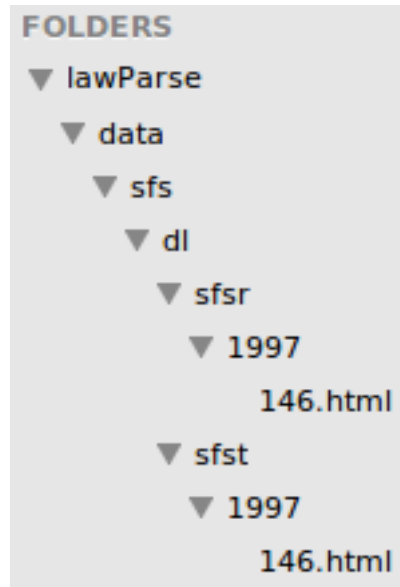 FOLDERS
lawParse
data
sfs
dl
sfsr
1997
146.html
sfst
1997
146.html